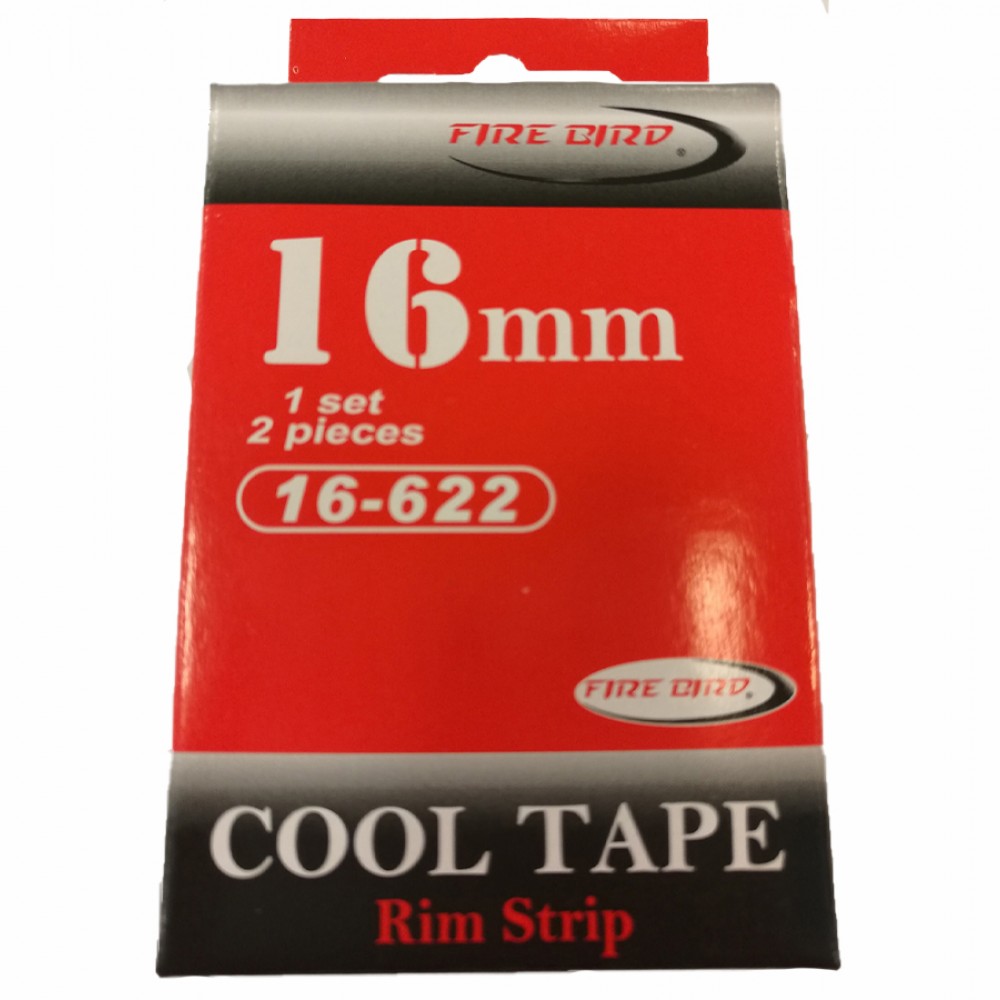 FIRE BIRD ®
16mm
1 set
2 pieces
16-622
FIRE BIRD ®
COOL TAPE
Rim Strip